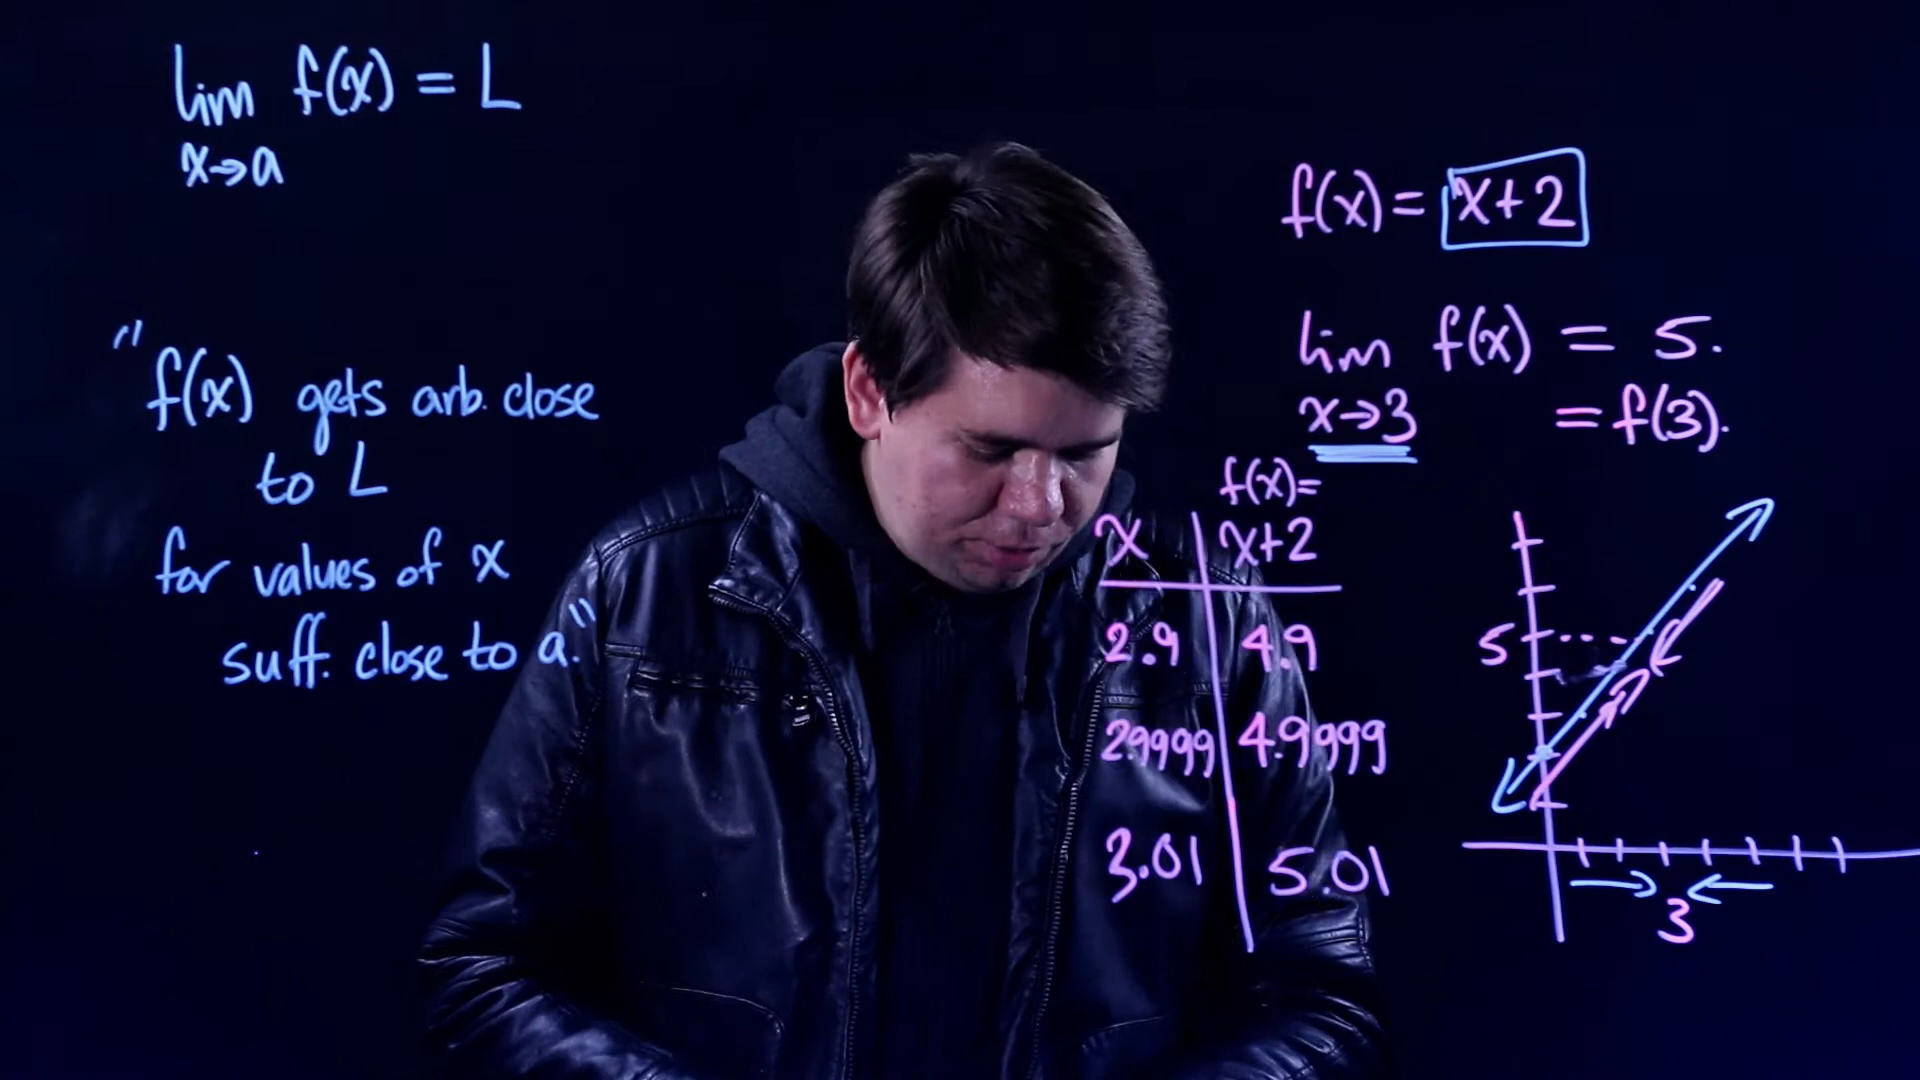 lim f(x) = L
x→a
"f(x) gets arb. close
to L
for values of x
suff. close to a."
f(x) = x+2
lim f(x) = 5.
x→3 = f(3).
f(x)=
x x+2
2.9 4.9
2.9999 4.9999
3.01 5.01
5
3